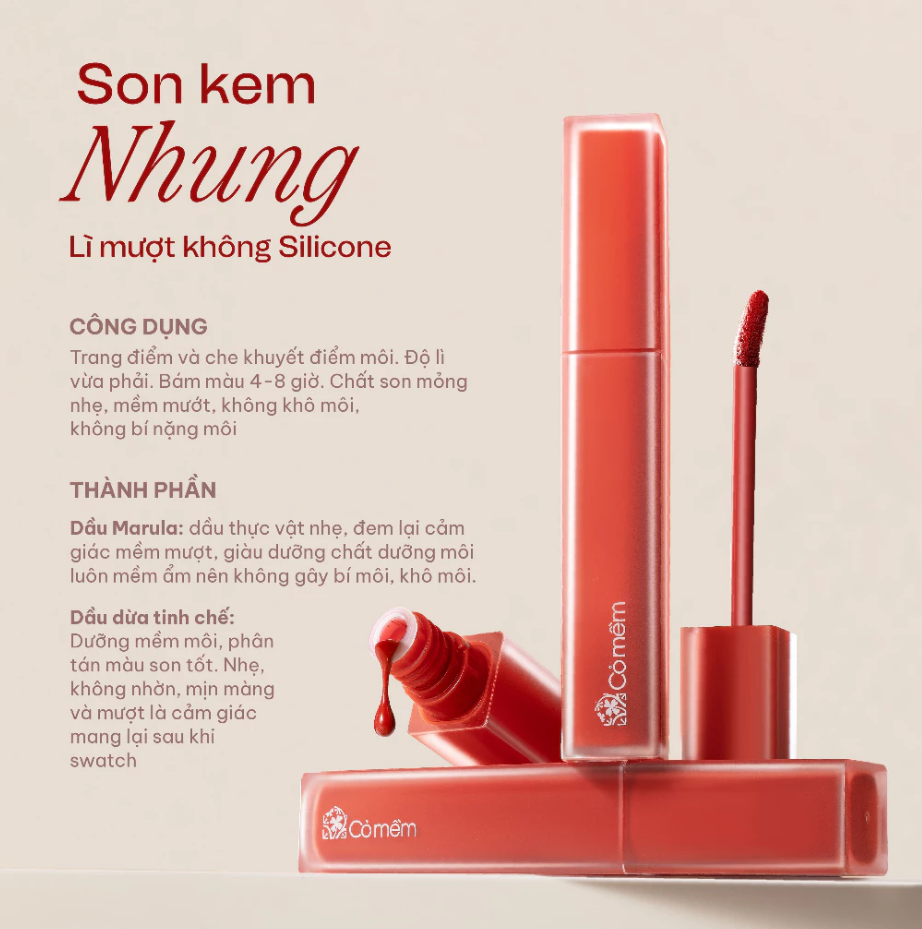 Son kem
Nhung
Lì mượt không Silicone
CÔNG DỤNG
Trang điểm và che khuyết điểm môi. Độ lì
vừa phải. Bám màu 4-8 giờ. Chất son mỏng
nhẹ, mềm mướt, không khô môi,
không bí nặng môi
THÀNH PHẦN
Dầu Marula: dầu thực vật nhẹ, đem lại cảm
giác mềm mượt, giàu dưỡng chất dưỡng môi
luôn mềm ẩm nên không gây bí môi, khô môi.
Dầu dừa tinh chế:
Dưỡng mềm môi, phân
tán màu son tốt. Nhẹ,
không nhờn, mịn màng
và mượt là cảm giác
mang lại sau khi
swatch
Cỏ mềm
Cỏ mềm